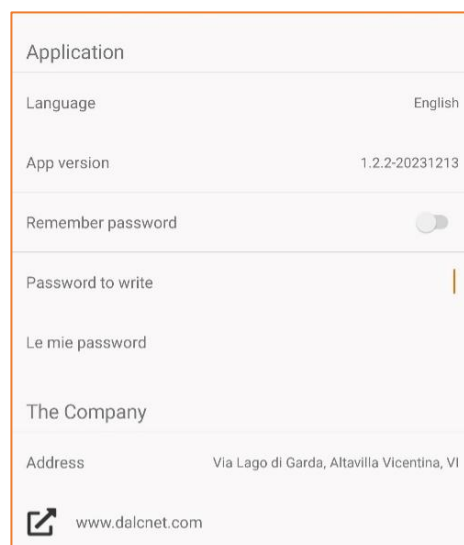 Application
Language English
App version 1.2.2-20231213
Remember password
Password to write
Le mie password
The Company
Address Via Lago di Garda, Altavilla Vicentina, VI
www.dalcnet.com